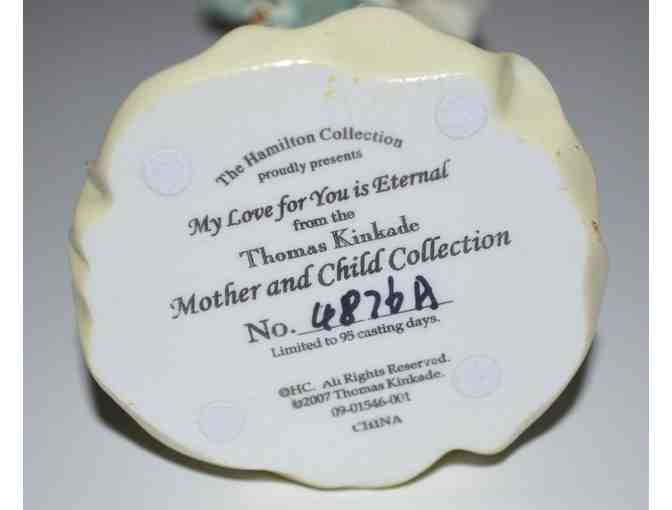 The Hamilton Collection
proudly presents
My Love for You is Eternal
from the
Thomas Kinkade
Mother and Child Collection
No. 4876A
Limited to 95 casting days.
©HC. All Rights Reserved.
©2007 Thomas Kinkade.
09-01546-001
CHINA